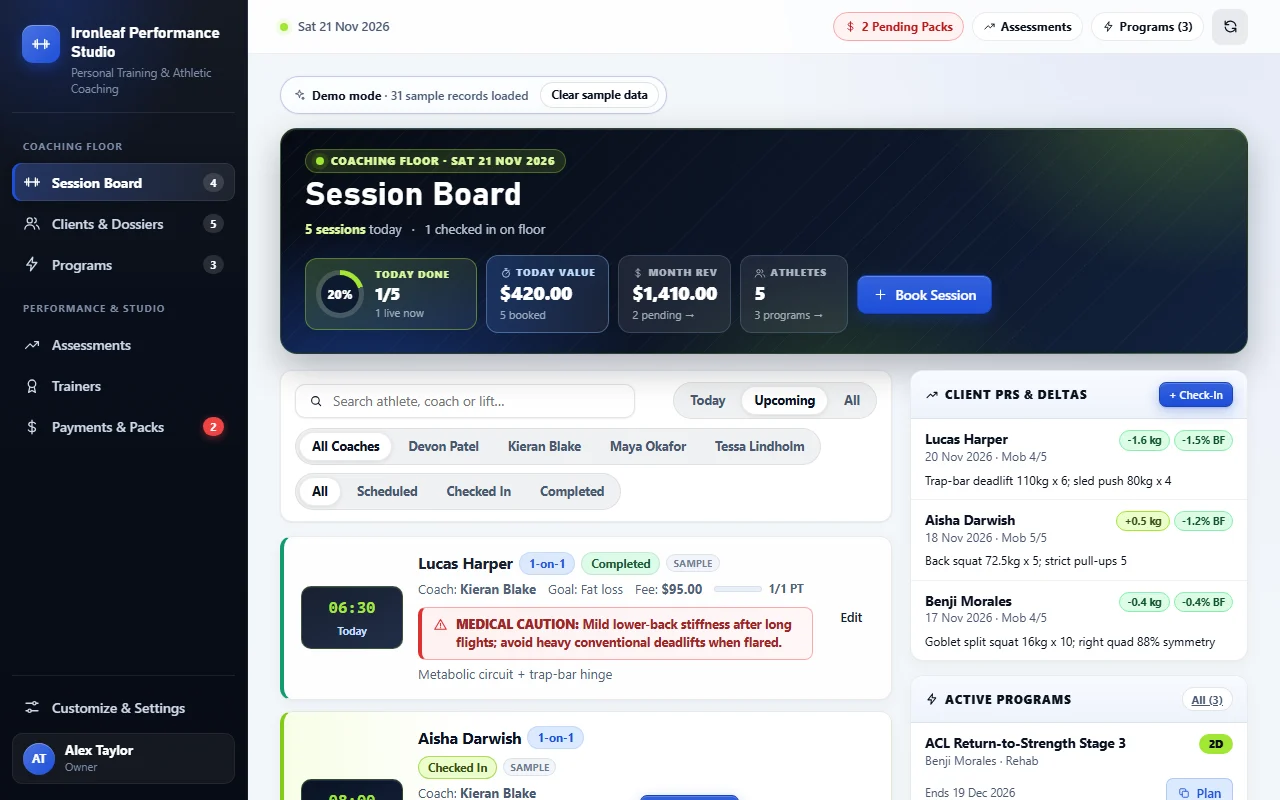 Ironleaf Performance
Studio
Personal Training & Athletic
Coaching
COACHING FLOOR
Session Board 4
Clients & Dossiers 5
Programs 3
PERFORMANCE & STUDIO
Assessments
Trainers
Payments & Packs 2
Customize & Settings
AT Alex Taylor
Owner
Sat 21 Nov 2026
$ 2 Pending Packs
Assessments
Programs (3)
Demo mode · 31 sample records loaded Clear sample data
COACHING FLOOR · SAT 21 NOV 2026
Session Board
5 sessions today · 1 checked in on floor
20%
TODAY DONE
1/5
1 live now
TODAY VALUE
$420.00
5 booked
$ MONTH REV
$1,410.00
2 pending →
ATHLETES
5
3 programs →
+ Book Session
Search athlete, coach or lift...
Today Upcoming All
All Coaches Devon Patel Kieran Blake Maya Okafor Tessa Lindholm
All Scheduled Checked In Completed
06:30
Today
Lucas Harper 1-on-1 Completed SAMPLE
Coach: Kieran Blake Goal: Fat loss Fee: $95.00 1/1 PT
MEDICAL CAUTION: Mild lower-back stiffness after long
flights; avoid heavy conventional deadlifts when flared.
Metabolic circuit + trap-bar hinge
Edit
Aisha Darwish 1-on-1
Checked In SAMPLE
Coach: Kieran Blake
08:00
CLIENT PRS & DELTAS + Check-In
Lucas Harper -1.6 kg -1.5% BF
20 Nov 2026 · Mob 4/5
Trap-bar deadlift 110kg x 6; sled push 80kg x 4
Aisha Darwish +0.5 kg -1.2% BF
18 Nov 2026 · Mob 5/5
Back squat 72.5kg x 5; strict pull-ups 5
Benji Morales -0.4 kg -0.4% BF
17 Nov 2026 · Mob 4/5
Goblet split squat 16kg x 10; right quad 88% symmetry
ACTIVE PROGRAMS All (3)
ACL Return-to-Strength Stage 3 2D
Benji Morales · Rehab
Ends 19 Dec 2026 Plan